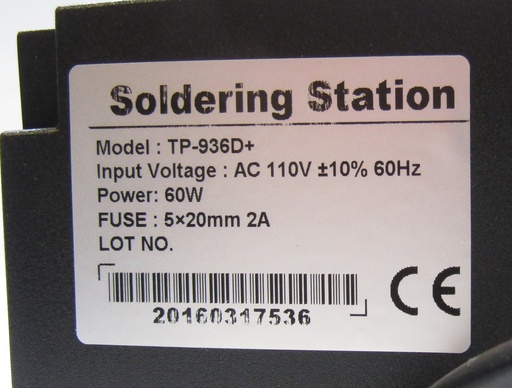 Soldering Station
Model : TP-936D+
Input Voltage : AC 110V ±10% 60Hz
Power: 60W
FUSE : 5×20mm 2A
LOT NO.
20160317536
CE